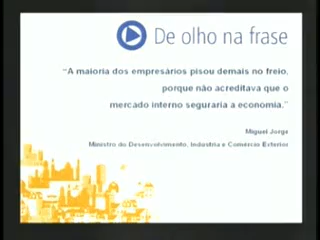 De olho na frase
“A maioria dos empresários pisou demais no freio,
porque não acreditava que o
mercado interno seguraria a economia.”
Miguel Jorge
Ministro do Desenvolvimento, Indústria e Comércio Exterior